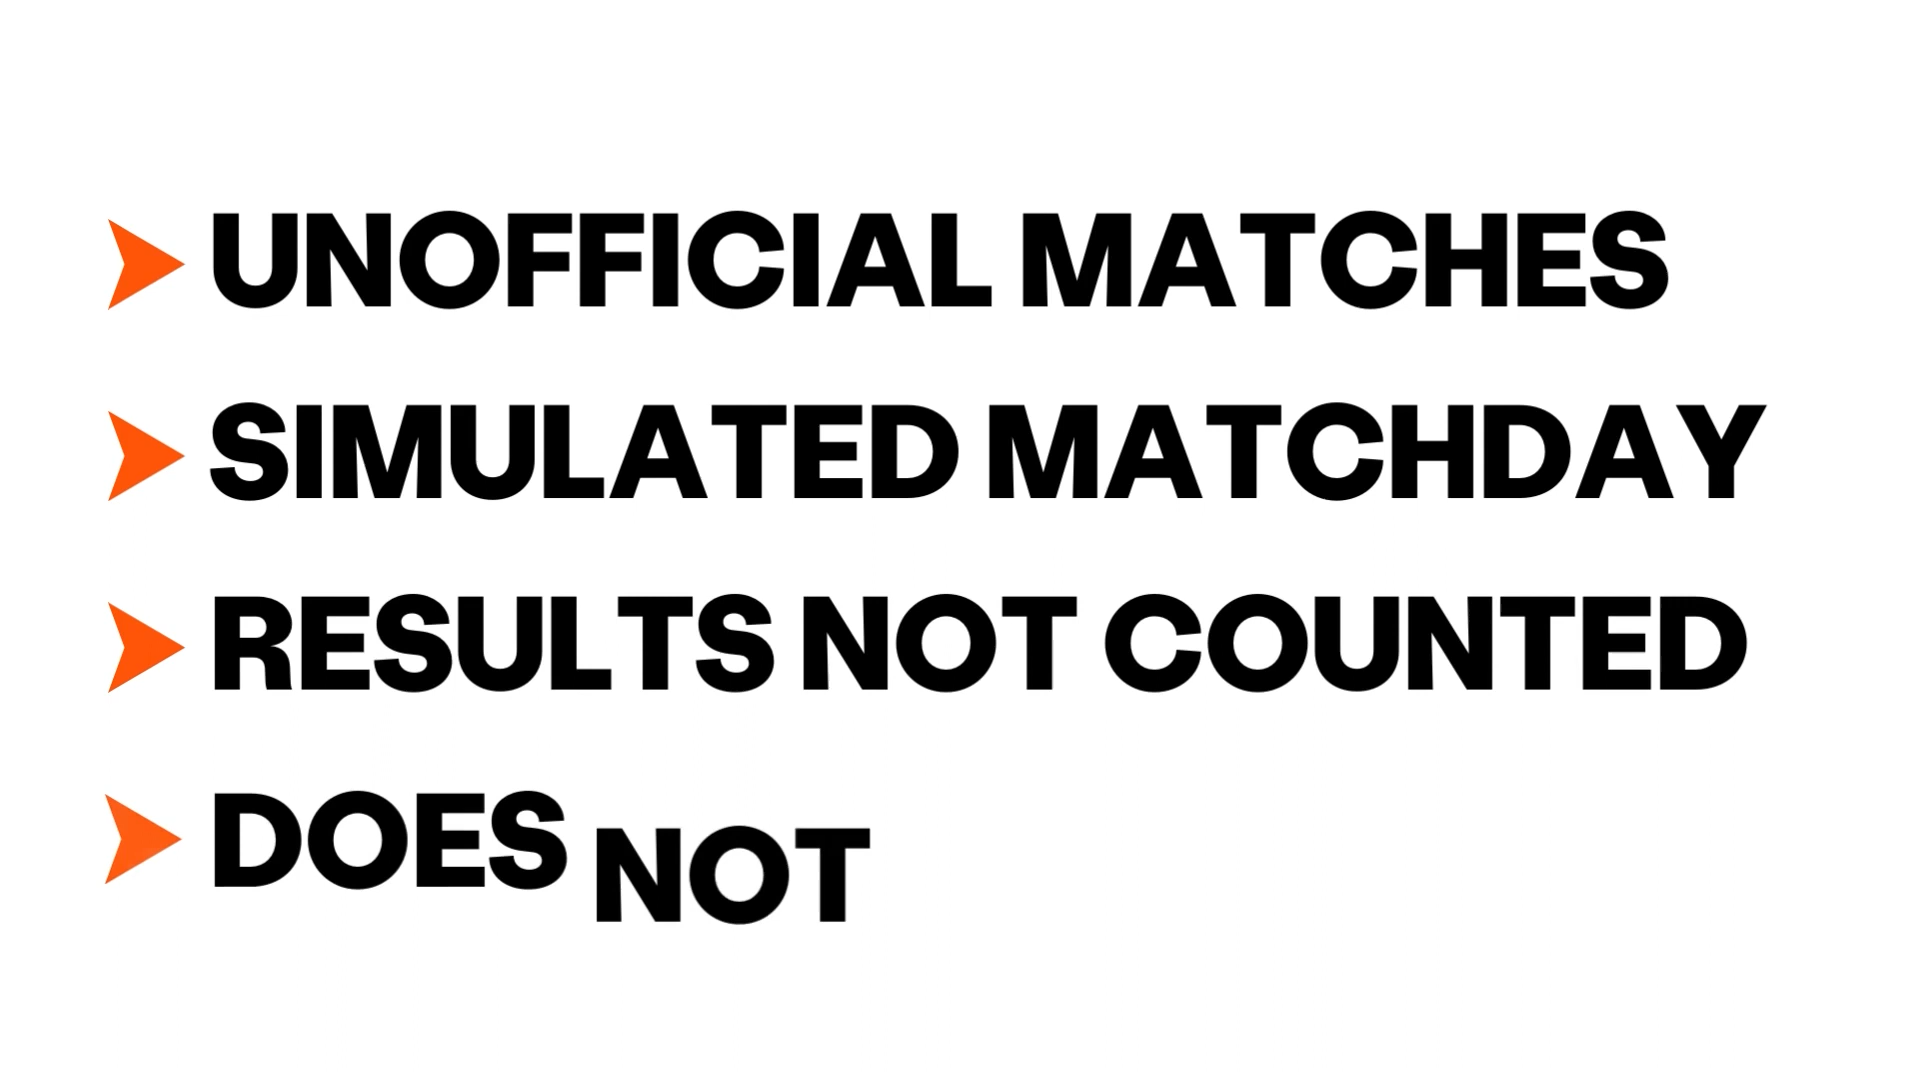 UNOFFICIAL MATCHES
SIMULATED MATCHDAY
RESULTS NOT COUNTED
DOES NOT